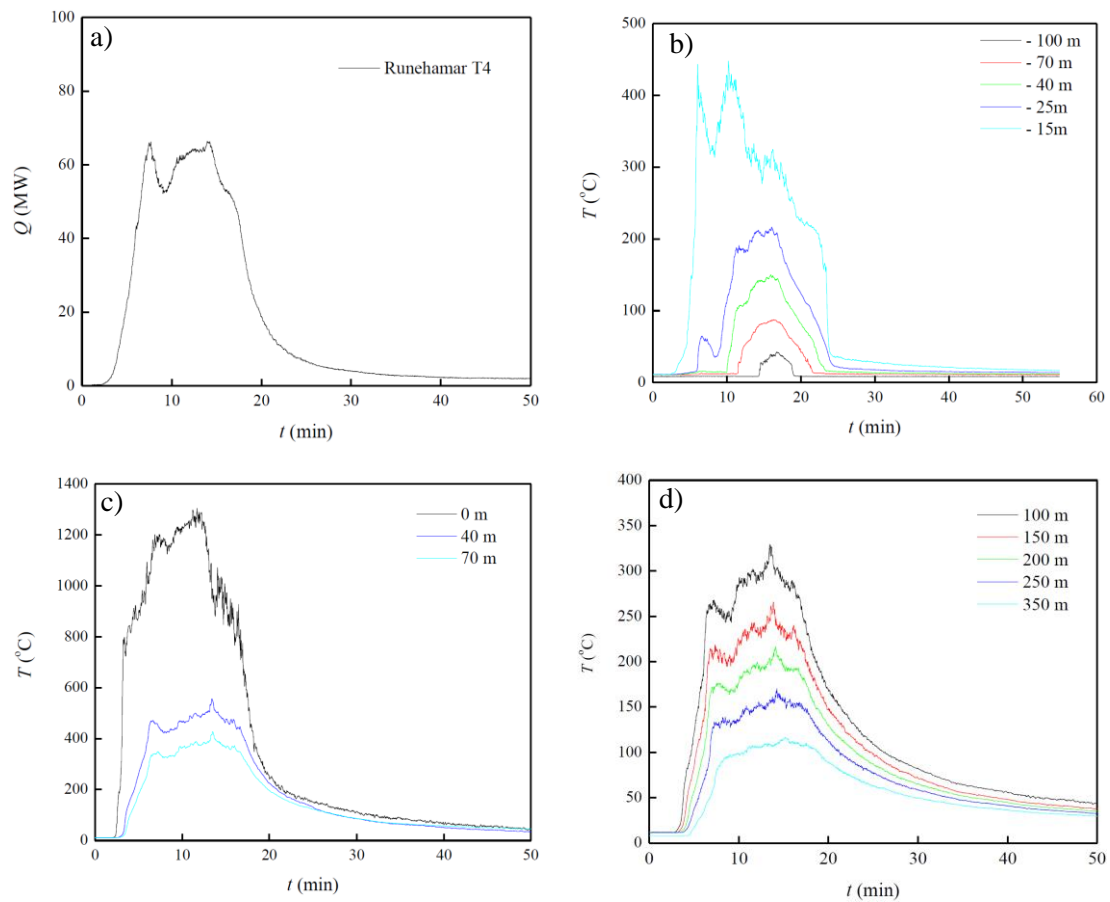 a)
Runehamar T4
Q (MW)
100
80
60
40
20
0
0 10 20 30 40 50
t (min)
b)
- 100 m
- 70 m
- 40 m
- 25m
- 15m
T (°C)
500
400
300
200
100
0
0 10 20 30 40 50 60
t (min)
c)
0 m
40 m
70 m
T (°C)
1400
1200
1000
800
600
400
200
0
0 10 20 30 40 50
t (min)
d)
100 m
150 m
200 m
250 m
350 m
T (°C)
400
350
300
250
200
150
100
50
0
0 10 20 30 40 50
t (min)